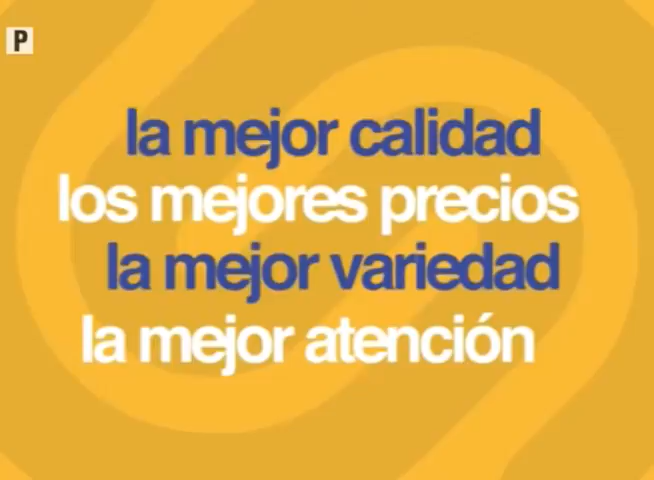 P
la mejor calidad
los mejores precios
la mejor variedad
la mejor atención